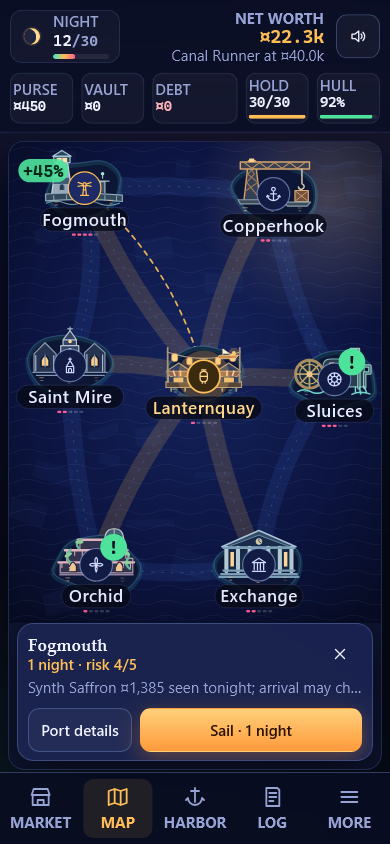 NIGHT
12/30
NET WORTH
¤22.3k
Canal Runner at ¤40.0k
PURSE
¤450
VAULT
¤0
DEBT
¤0
HOLD
30/30
HULL
92%
+45%
Fogmouth
Copperhook
Saint Mire
Lanternquay
!
Sluices
!
Orchid
Exchange
Fogmouth
1 night · risk 4/5
Synth Saffron ¤1,385 seen tonight; arrival may ch...
Port details
Sail · 1 night
MARKET
MAP
HARBOR
LOG
MORE